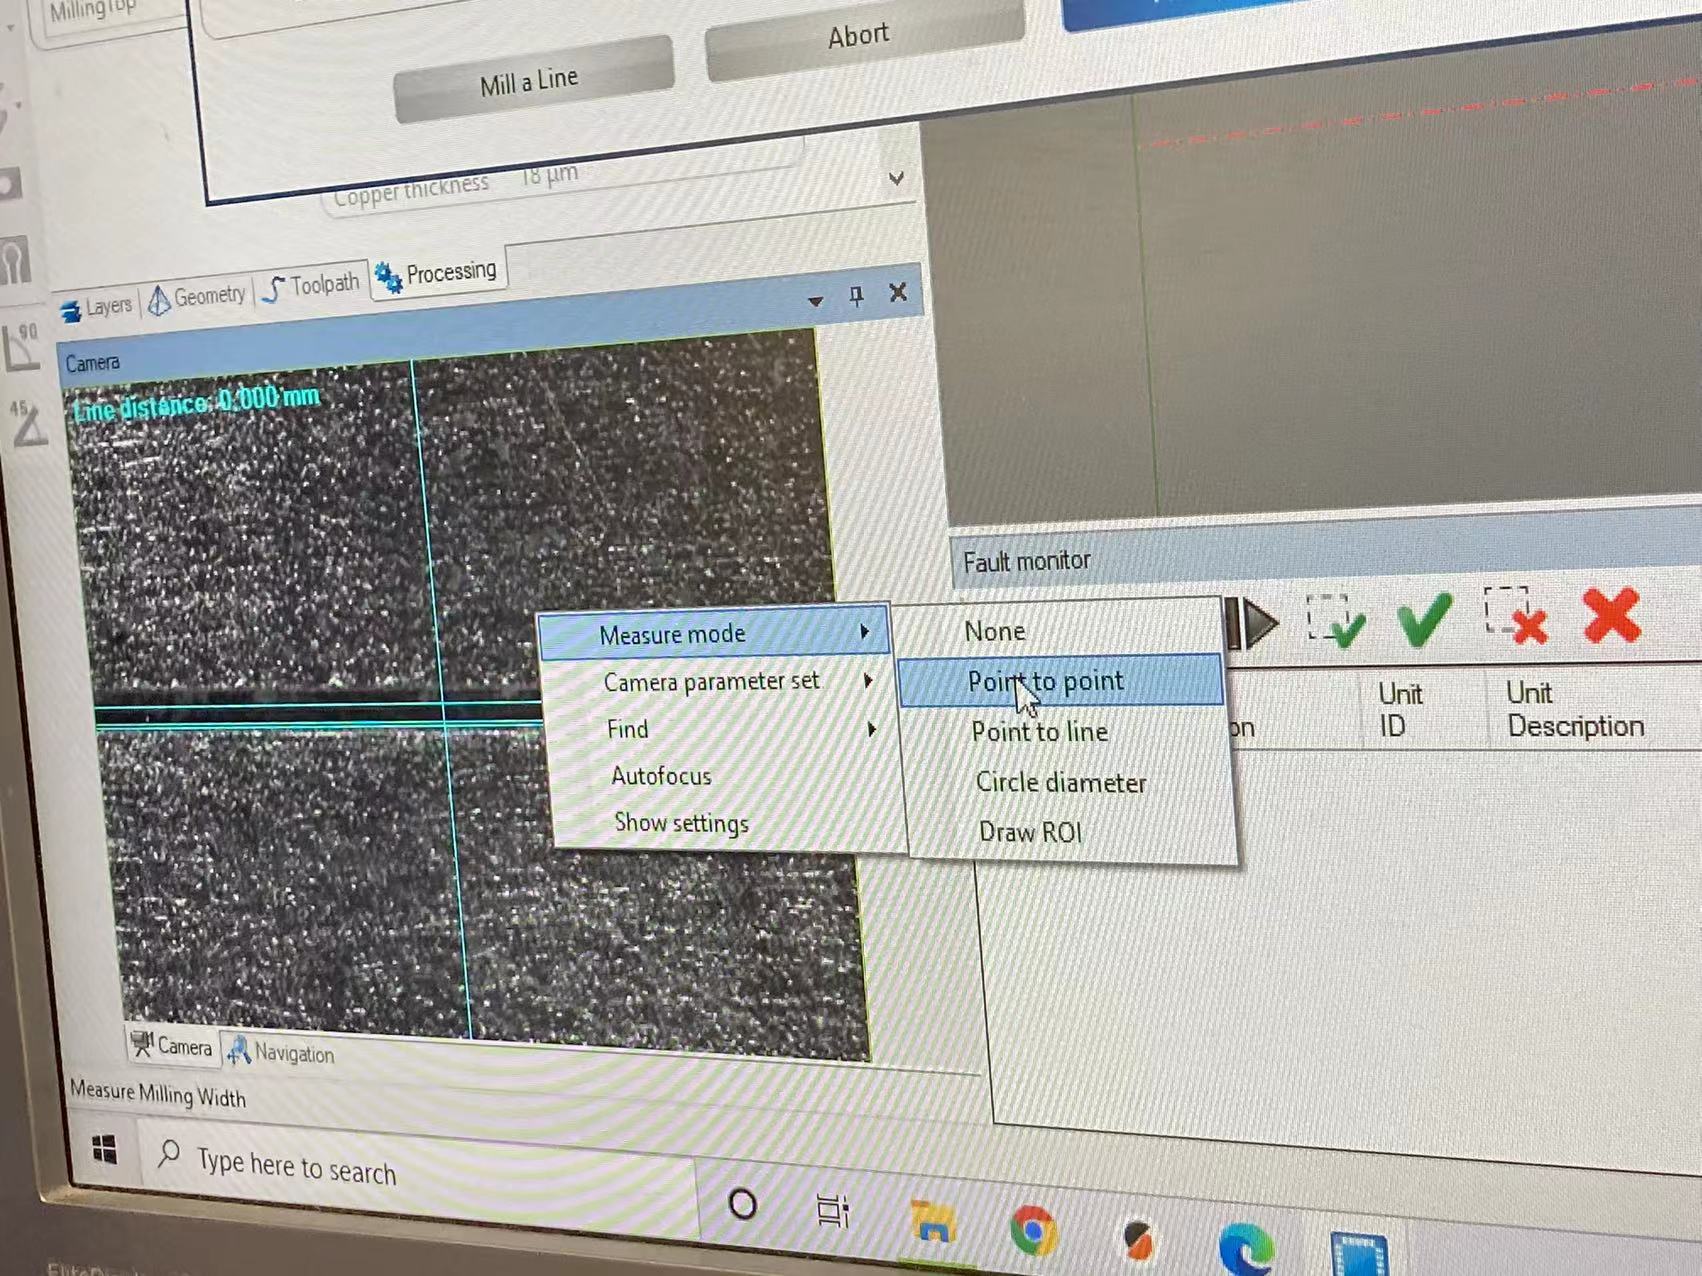 MillingTop
Mill a Line
Abort
Copper thickness 18 µm
Layers
Geometry
Toolpath
Processing
90
Camera
45
Line distance: 0.000 mm
Fault monitor
Measure mode
Camera parameter set
Find
Autofocus
Show settings
None
Point to point
Point to line
Circle diameter
Draw ROI
on
Unit ID
Unit Description
Camera
Navigation
Measure Milling Width
Type here to search